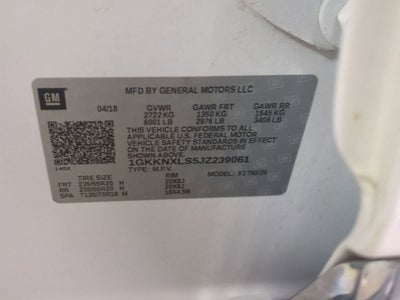 GM
MFD BY GENERAL MOTORS LLC
04/18 GVWR GAWR FRT GAWR RR
2722 KG 1350 KG 1545 KG
6001 LB 2976 LB 3406 LB
THIS VEHICLE CONFORMS TO ALL
APPLICABLE U.S. FEDERAL MOTOR
VEHICLE SAFETY
EFFECT ON THE DATE OF
MANUFACTURE SHOWN ABOVE.
1GKKNXLS5JZ239061
TYPE: M.P.V.
TIRE SIZE RIM
FRT 235/55R20 H 20X8J
RR 235/55R20 H 20X8J
SPA T135/70R18 M 18X4.5B